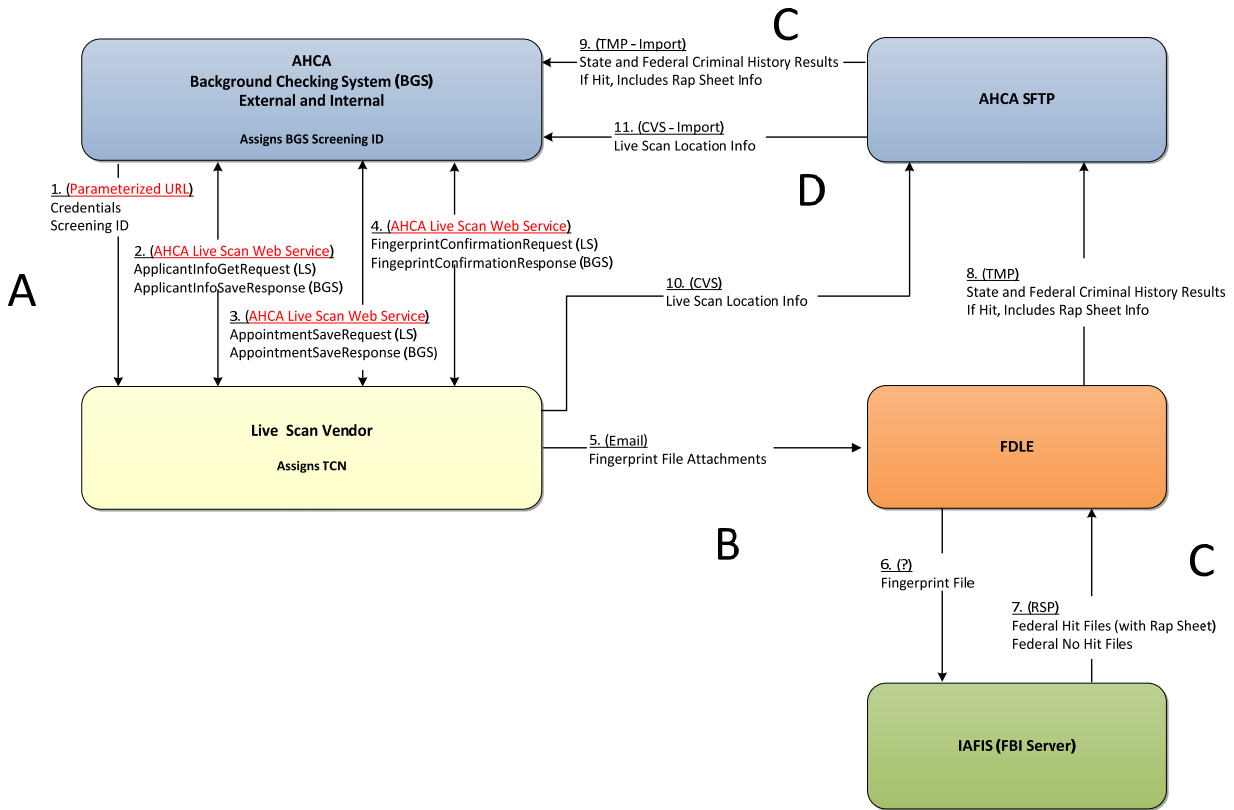 C
AHCA
Background Checking System (BGS)
External and Internal
Assigns BGS Screening ID
9. (TMP – Import)
State and Federal Criminal History Results
If Hit, Includes Rap Sheet Info
AHCA SFTP
11. (CVS – Import)
Live Scan Location Info
D
1. (Parameterized URL)
Credentials
Screening ID
2. (AHCA Live Scan Web Service)
ApplicantInfoGetRequest (LS)
ApplicantInfoSaveResponse (BGS)
3. (AHCA Live Scan Web Service)
AppointmentSaveRequest (LS)
AppointmentSaveResponse (BGS)
4. (AHCA Live Scan Web Service)
FingerprintConfirmationRequest (LS)
FingeprintConfirmationResponse (BGS)
A
10. (CVS)
Live Scan Location Info
8. (TMP)
State and Federal Criminal History Results
If Hit, Includes Rap Sheet Info
Live Scan Vendor
Assigns TCN
5. (Email)
Fingerprint File Attachments
FDLE
B
C
6. (?)
Fingerprint File
7. (RSP)
Federal Hit Files (with Rap Sheet)
Federal No Hit Files
IAFIS (FBI Server)